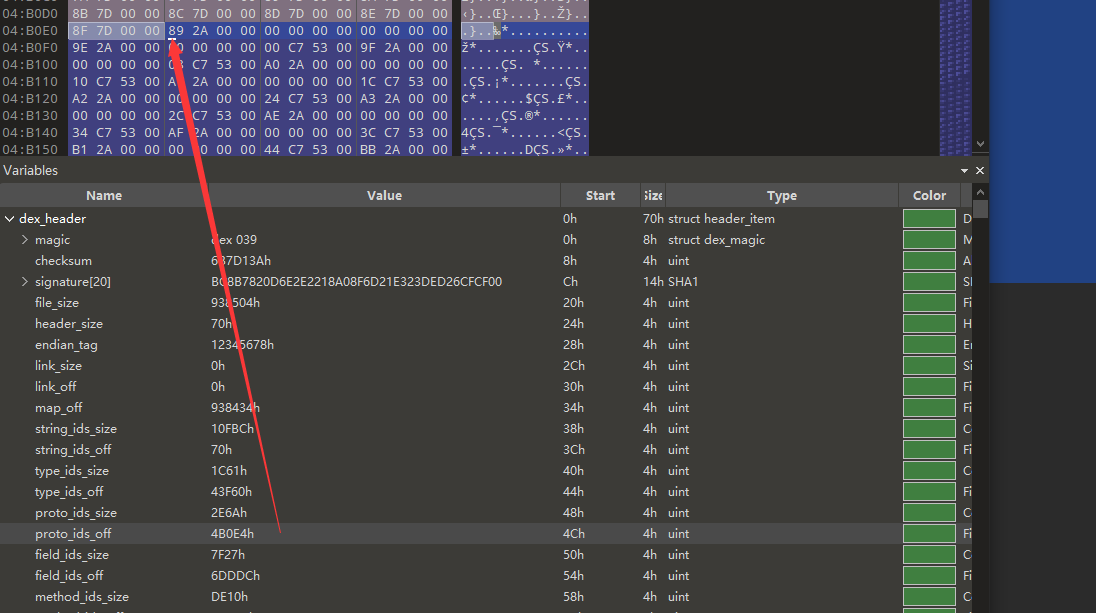 04:B0D0 8B 7D 00 00 8C 7D 00 00 8D 7D 00 00 8E 7D 00 00 ‹}..Œ}...}..Ž}..
04:B0E0 8F 7D 00 00 89 2A 00 00 00 00 00 00 00 00 00 00 .}..‰*..........
04:B0F0 9E 2A 00 00 00 00 00 00 00 C7 53 00 9F 2A 00 00 ž*.......ÇS.Ÿ*..
04:B100 00 00 00 00 08 C7 53 00 A0 2A 00 00 00 00 00 00 .....ÇS. *......
04:B110 10 C7 53 00 2A 00 00 00 00 00 00 1C C7 53 00 .ÇS.¡*.......ÇS.
04:B120 A2 2A 00 00 00 00 00 00 24 C7 53 00 A3 2A 00 00 ¢*......$ÇS.£*..
04:B130 00 00 00 00 2C C7 53 00 AE 2A 00 00 00 00 00 00 ....,ÇS.®*......
04:B140 34 C7 53 00 AF 2A 00 00 00 00 00 00 3C C7 53 00 4ÇS.¯*......<ÇS.
04:B150 B1 2A 00 00 00 00 00 00 44 C7 53 00 BB 2A 00 00 ±*......DÇS.»*..
Variables
Name Value Start Size Type Color
dex_header 0h 70h struct header_item D
magic dex 039 0h 8h struct dex_magic M
checksum 687D13Ah 8h 4h uint A
signature[20] Ch 14h SHA1
file_size 938504h 20h 4h uint Fi
header_size 70h 24h 4h uint H
endian_tag 12345678h 28h 4h uint
link_size 0h 2Ch 4h uint Si
link_off 0h 30h 4h uint Fi
map_off 938434h 34h 4h uint Fi
string_ids_size 10FBCh 38h 4h uint C
string_ids_off 70h 3Ch 4h uint Fi
type_ids_size 1C61h 40h 4h uint C
type_ids_off 43F60h 44h 4h uint Fi
proto_ids_size 2E6Ah 48h 4h uint C
proto_ids_off 4B0E4h 4Ch 4h uint Fi
field_ids_size 7F27h 50h 4h uint C
field_ids_off 6DDDCh 54h 4h uint Fi
method_ids_size DE10h 58h 4h uint C